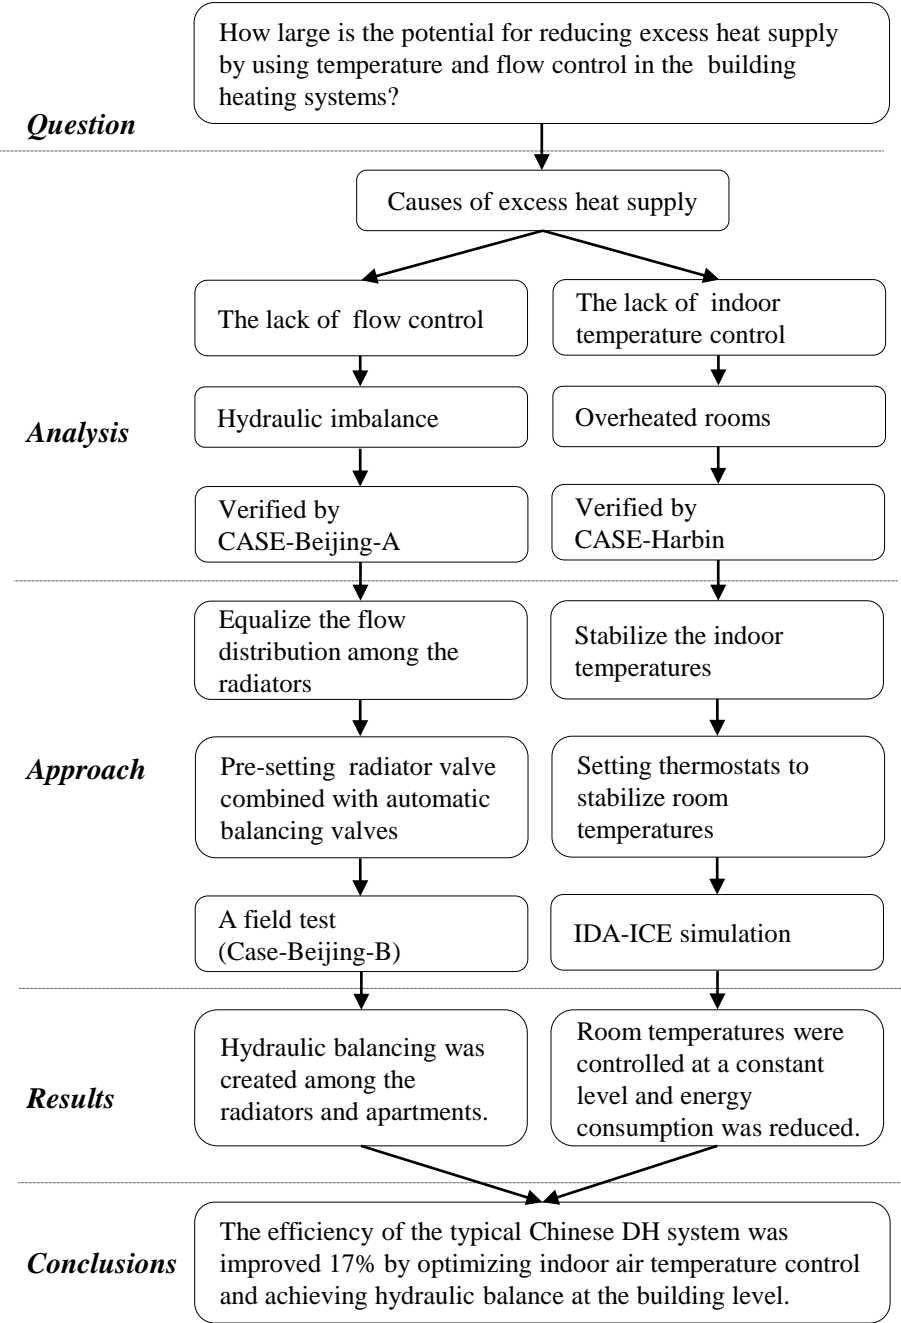 How large is the potential for reducing excess heat supply
by using temperature and flow control in the building
heating systems?
Question
Causes of excess heat supply
The lack of flow control
The lack of indoor
temperature control
Analysis
Hydraulic imbalance
Overheated rooms
Verified by
CASE-Beijing-A
Verified by
CASE-Harbin
Equalize the flow
distribution among the
radiators
Stabilize the indoor
temperatures
Approach
Pre-setting radiator valve
combined with automatic
balancing valves
Setting thermostats to
stabilize room
temperatures
A field test
(Case-Beijing-B)
IDA-ICE simulation
Results
Hydraulic balancing was
created among the
radiators and apartments.
Room temperatures were
controlled at a constant
level and energy
consumption was reduced.
Conclusions
The efficiency of the typical Chinese DH system was
improved 17% by optimizing indoor air temperature control
and achieving hydraulic balance at the building level.